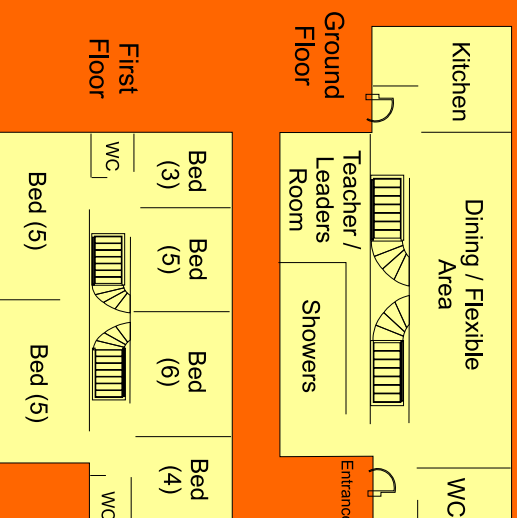 Ground
Floor
Kitchen
Dining / Flexible
Area
Teacher /
Leaders
Room
Showers
Entrance
WC
First
Floor
WC
Bed
(3)
Bed
(5)
Bed
(6)
Bed
(4)
Bed (5)
Bed (5)
WC